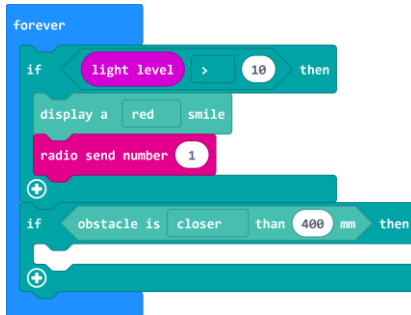 forever
if light level > 10 then
display a red smile
radio send number 1
if obstacle is closer than 400 mm then